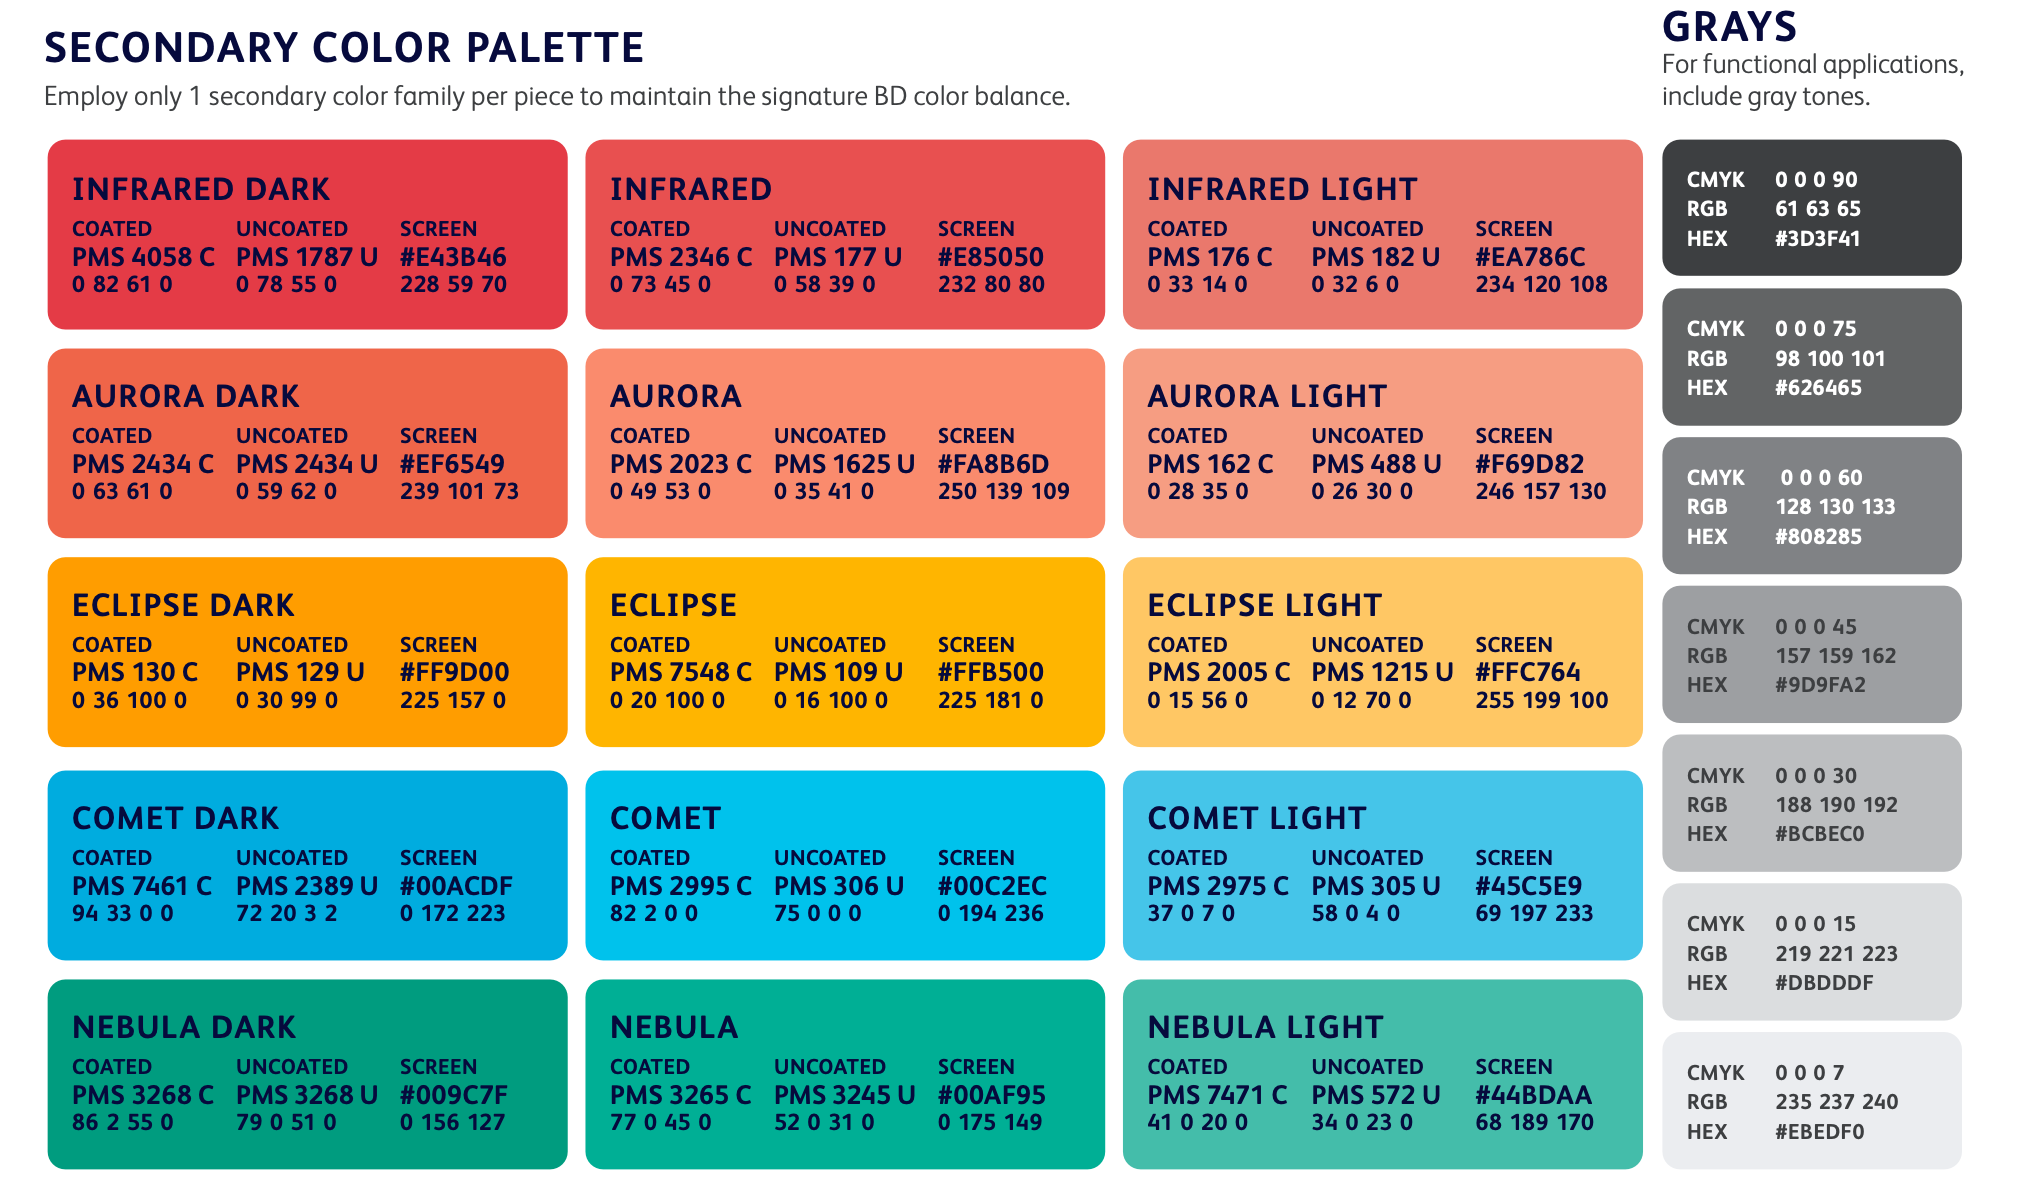 SECONDARY COLOR PALETTE
Employ only 1 secondary color family per piece to maintain the signature BD color balance.
INFRARED DARK
COATED UNCOATED SCREEN
PMS 4058 C PMS 1787 U #E43B46
0 82 61 0 0 78 55 0 228 59 70
INFRARED
COATED UNCOATED SCREEN
PMS 2346 C PMS 177 U #E85050
0 73 45 0 0 58 39 0 232 80 80
INFRARED LIGHT
COATED UNCOATED SCREEN
PMS 176 C PMS 182 U #EA786C
0 33 14 0 0 32 6 0 234 120 108
AURORA DARK
COATED UNCOATED SCREEN
PMS 2434 C PMS 2434 U #EF6549
0 63 61 0 0 59 62 0 239 101 73
AURORA
COATED UNCOATED SCREEN
PMS 2023 C PMS 1625 U #FA8B6D
0 49 53 0 0 35 41 0 250 139 109
AURORA LIGHT
COATED UNCOATED SCREEN
PMS 162 C PMS 488 U #F69D82
0 28 35 0 0 26 30 0 246 157 130
ECLIPSE DARK
COATED UNCOATED SCREEN
PMS 130 C PMS 129 U #FF9D00
0 36 100 0 0 30 99 0 225 157 0
ECLIPSE
COATED UNCOATED SCREEN
PMS 7548 C PMS 109 U #FFB500
0 20 100 0 0 16 100 0 225 181 0
ECLIPSE LIGHT
COATED UNCOATED SCREEN
PMS 2005 C PMS 1215 U #FFC764
0 15 56 0 0 12 70 0 255 199 100
COMET DARK
COATED UNCOATED SCREEN
PMS 7461 C PMS 2389 U #00ACDF
94 33 0 0 72 20 3 2 0 172 223
COMET
COATED UNCOATED SCREEN
PMS 2995 C PMS 306 U #00C2EC
82 2 0 0 75 0 0 0 0 194 236
COMET LIGHT
COATED UNCOATED SCREEN
PMS 2975 C PMS 305 U #45C5E9
37 0 7 0 58 0 4 0 69 197 233
NEBULA DARK
COATED UNCOATED SCREEN
PMS 3268 C PMS 3268 U #009C7F
86 2 55 0 79 0 51 0 0 156 127
NEBULA
COATED UNCOATED SCREEN
PMS 3265 C PMS 3245 U #00AF95
77 0 45 0 52 0 31 0 0 175 149
NEBULA LIGHT
COATED UNCOATED SCREEN
PMS 7471 C PMS 572 U #44BDAA
41 0 20 0 34 0 23 0 68 189 170
GRAYS
For functional applications,
include gray tones.
CMYK 0 0 0 90
RGB 61 63 65
HEX #3D3F41
CMYK 0 0 0 75
RGB 98 100 101
HEX #626465
CMYK 0 0 0 60
RGB 128 130 133
HEX #808285
CMYK 0 0 0 45
RGB 157 159 162
HEX #9D9FA2
CMYK 0 0 0 30
RGB 188 190 192
HEX #BCBEC0
CMYK 0 0 0 15
RGB 219 221 223
HEX #DBDDDF
CMYK 0 0 0 7
RGB 235 237 240
HEX #EBEDF0